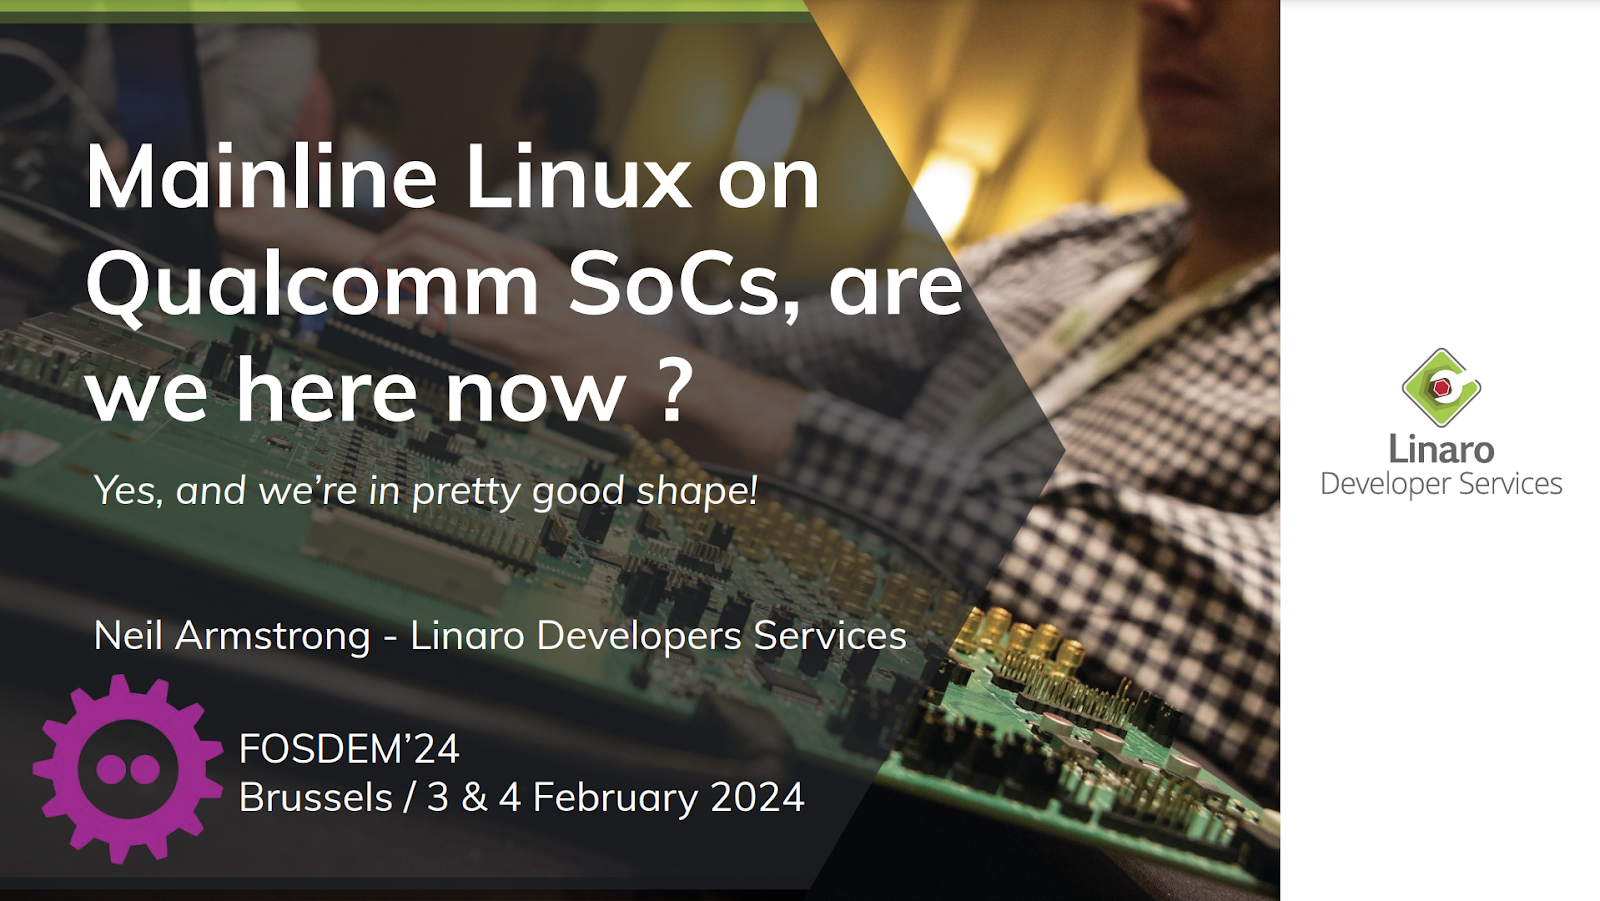 Mainline Linux on
Qualcomm SoCs, are
we here now ?
Yes, and we’re in pretty good shape!
Neil Armstrong - Linaro Developers Services
FOSDEM’24
Brussels / 3 & 4 February 2024
Linaro
Developer Services